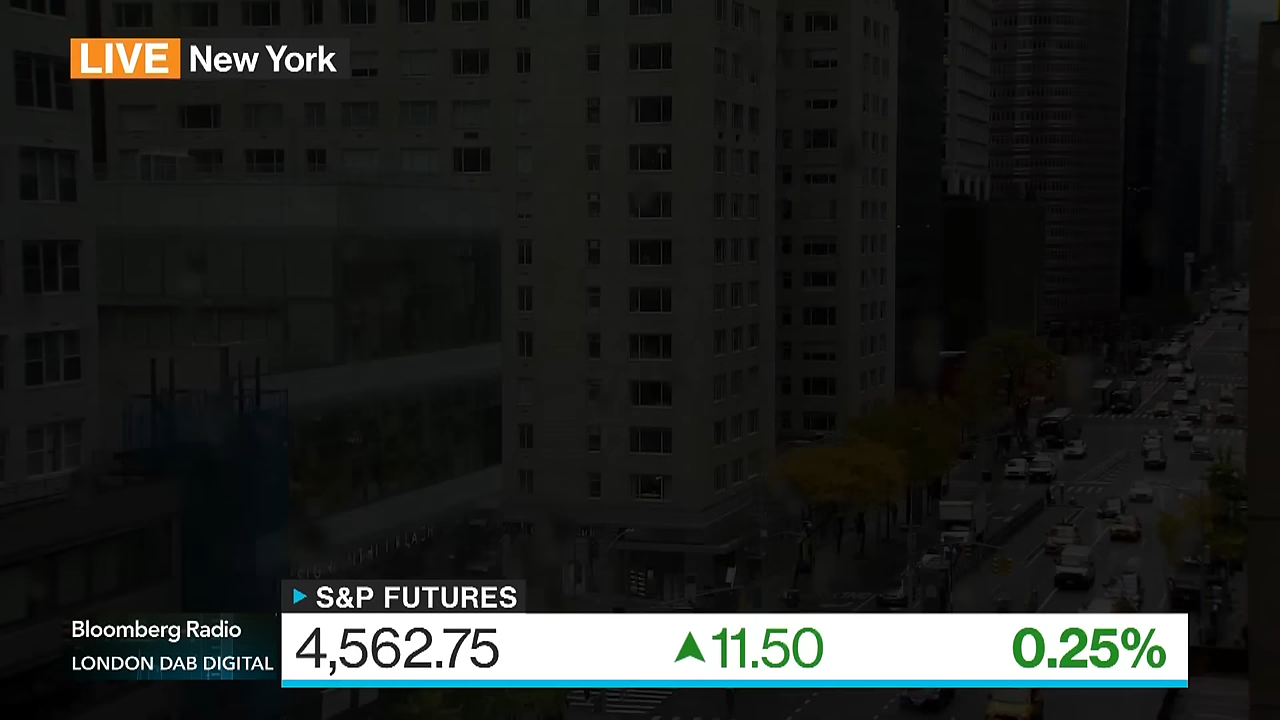 LIVE New York
S&P FUTURES
Bloomberg Radio
LONDON DAB DIGITAL
4,562.75 ▲11.50 0.25%